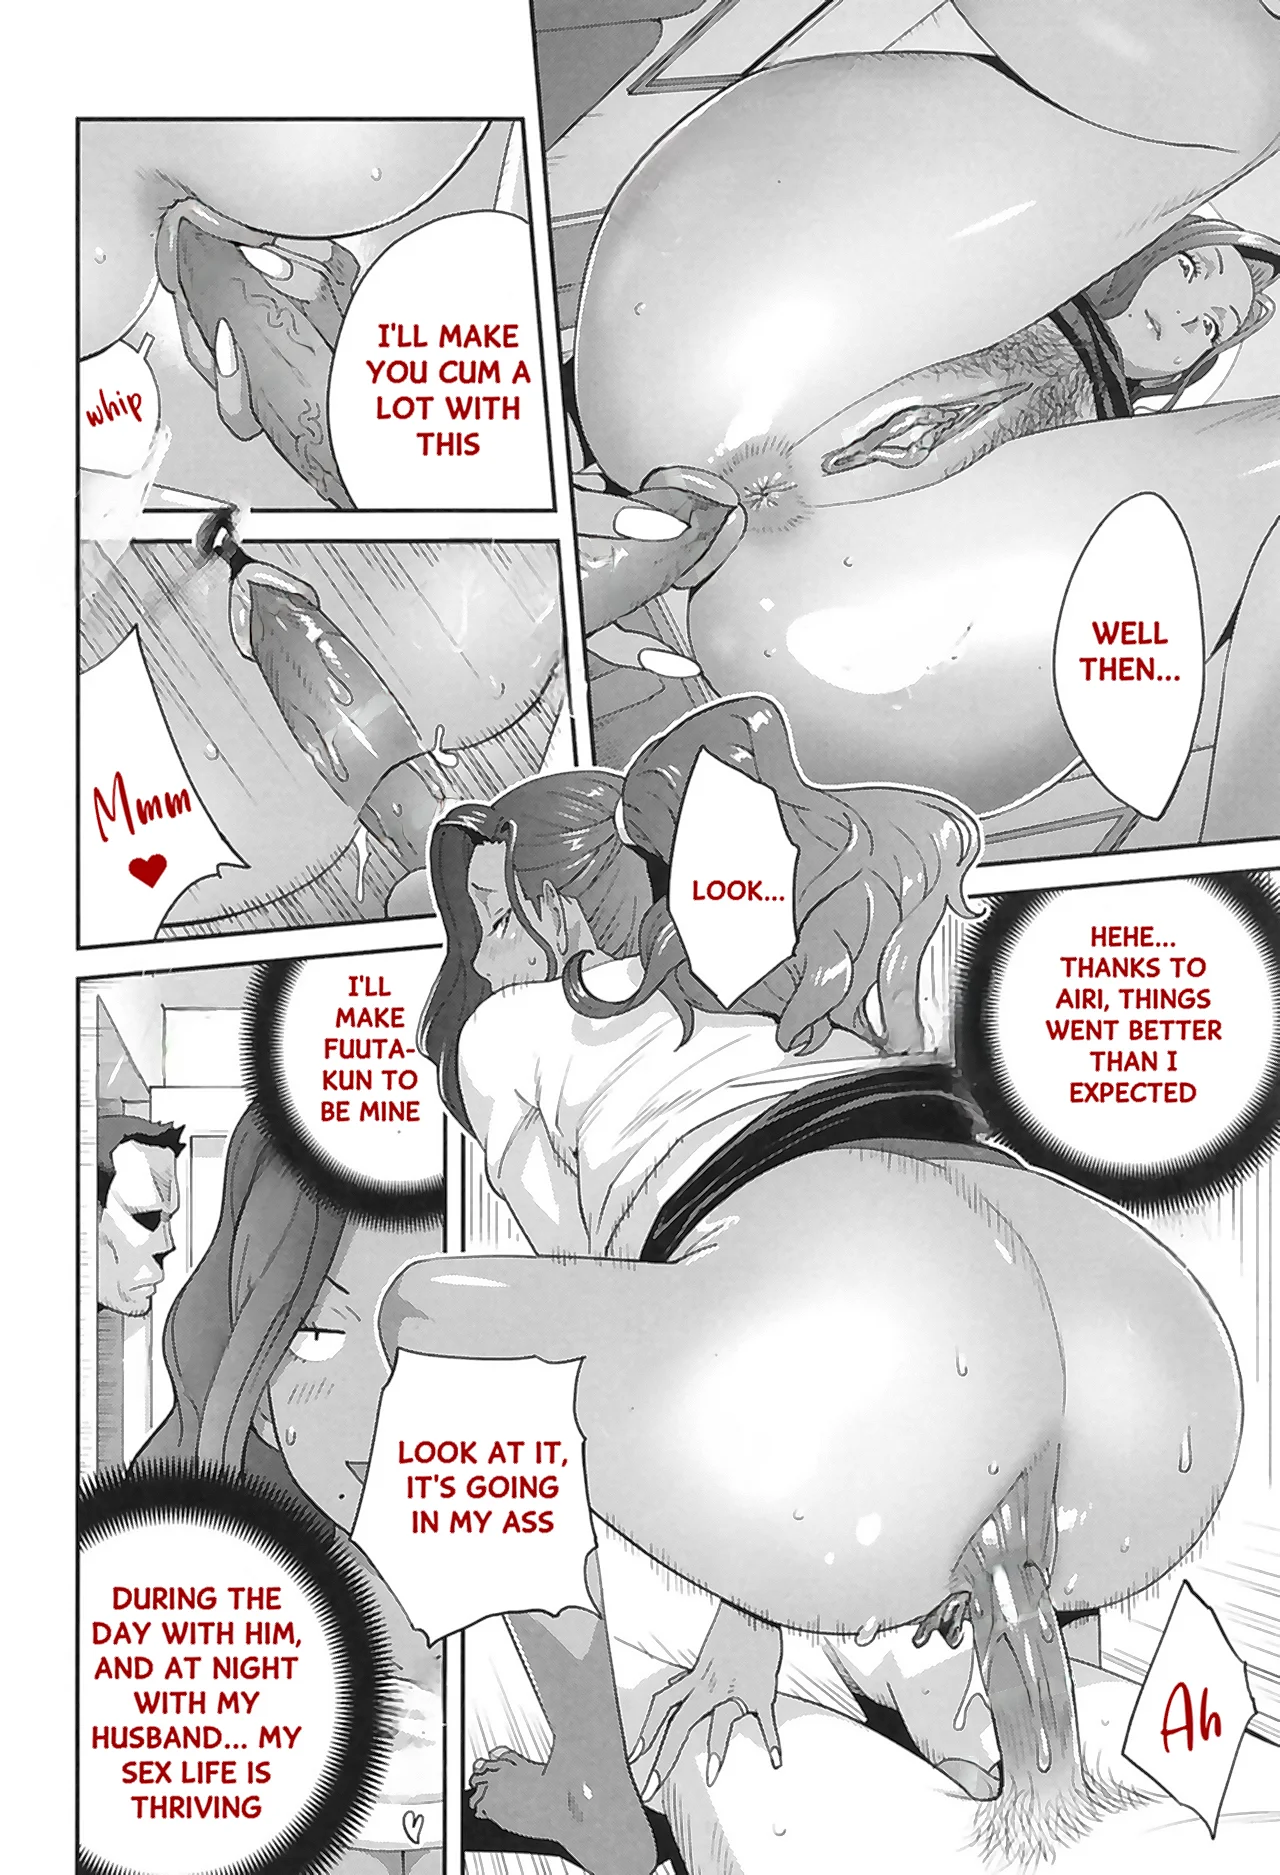 WELL
THEN...
I'LL MAKE
YOU CUM A
LOT WITH
THIS
whip
Mmm
LOOK...
HEHE...
THANKS TO
AIRI, THINGS
WENT BETTER
THAN I
EXPECTED
I'LL
MAKE
FUUTA-
KUN TO
BE MINE
LOOK AT IT,
IT'S GOING
IN MY ASS
DURING THE
DAY WITH HIM,
AND AT NIGHT
WITH MY
HUSBAND... MY
SEX LIFE IS
THRIVING
Ah